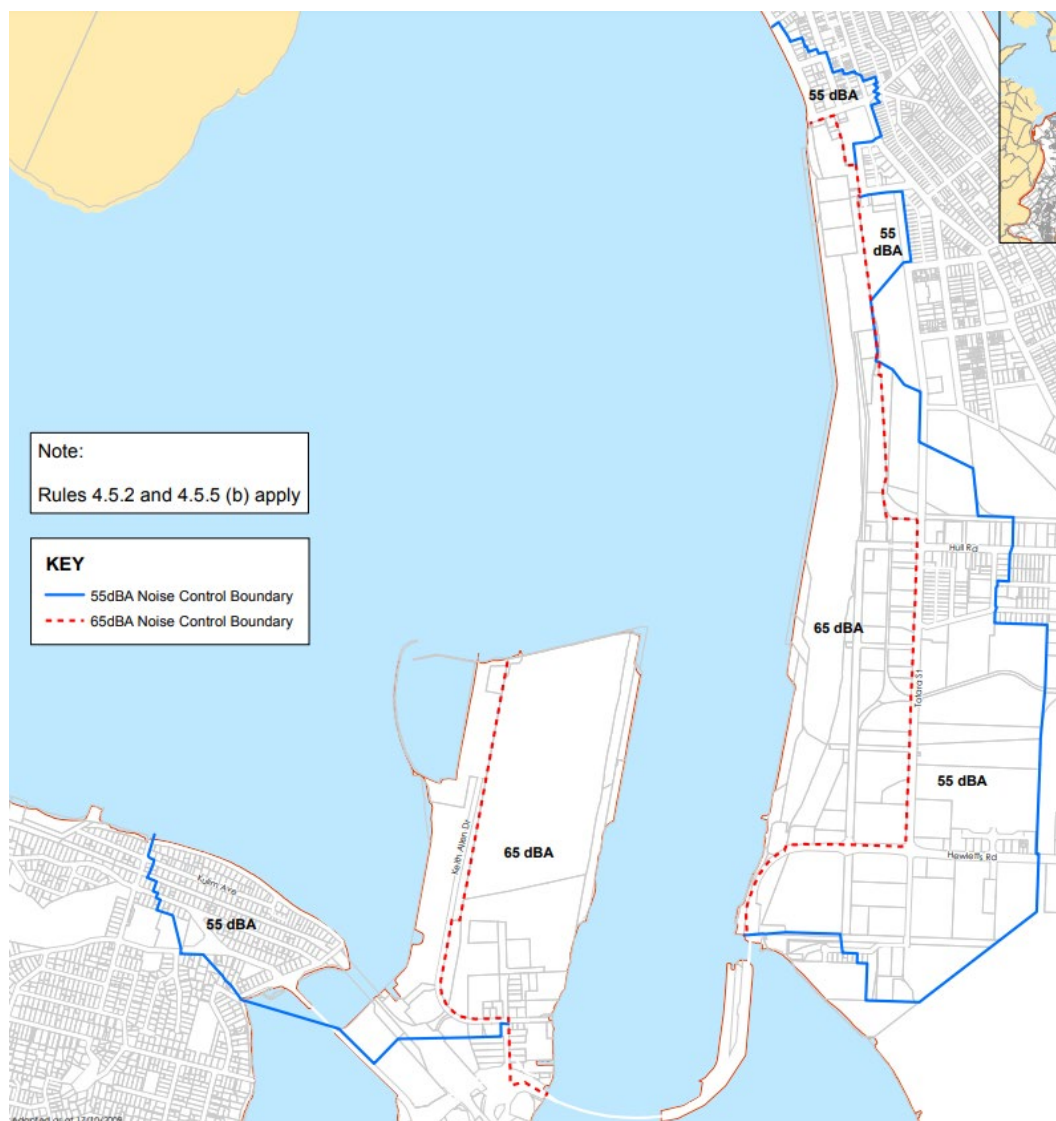 55 dBA
55
dBA
Note:
Rules 4.5.2 and 4.5.5 (b) apply
KEY
55dBA Noise Control Boundary
65dBA Noise Control Boundary
Hull Rd
65 dBA
Totara St
55 dBA
Hewletts Rd
65 dBA
Keith Allen Dr
Kulim Ave
55 dBA